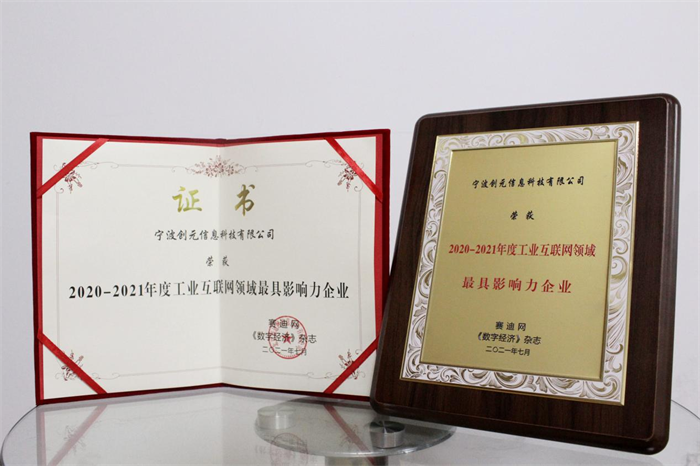 证书
宁波创元信息科技有限公司
荣获
2020-2021年度工业互联网领域最具影响力企业
赛迪网
《数字经济》杂志
二〇二一年七月
宁波创元信息科技有限公司
荣获
2020-2021年度工业互联网领域
最具影响力企业
赛迪网
《数字经济》杂志
二〇二一年七月